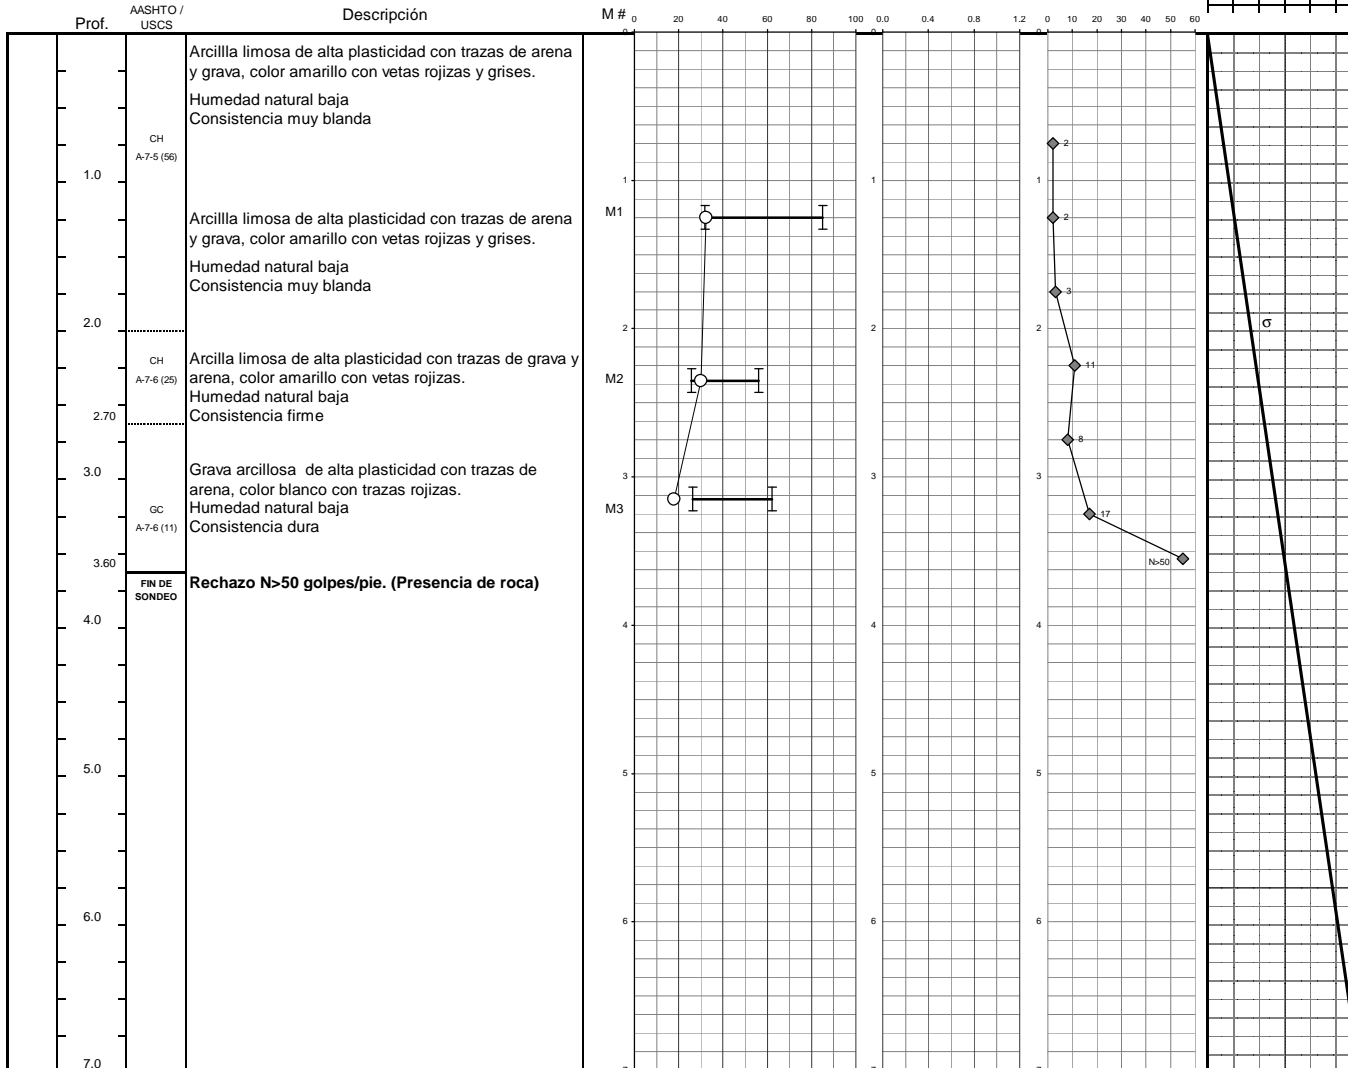 Prof.
AASHTO /
USCS
Descripción
M #
0 20 40 60 80 100
0.0 0.4 0.8 1.2
0 10 20 30 40 50 60
0
0
0
Arcillla limosa de alta plasticidad con trazas de arena
y grava, color amarillo con vetas rojizas y grises.
Humedad natural baja
Consistencia muy blanda
CH
A-7-5 (56)
2
1.0
1
1
1
Arcillla limosa de alta plasticidad con trazas de arena
y grava, color amarillo con vetas rojizas y grises.
M1
2
Humedad natural baja
Consistencia muy blanda
3
2.0
2
2
2
σ
CH
A-7-6 (25)
Arcilla limosa de alta plasticidad con trazas de grava y
arena, color amarillo con vetas rojizas.
Humedad natural baja
Consistencia firme
M2
11
2.70
8
3.0
3
3
3
Grava arcillosa de alta plasticidad con trazas de
arena, color blanco con trazas rojizas.
Humedad natural baja
Consistencia dura
GC
A-7-6 (11)
M3
17
3.60
N>50
FIN DE
SONDEO
Rechazo N>50 golpes/pie. (Presencia de roca)
4.0
4
4
4
5.0
5
5
5
6.0
6
6
6
7.0